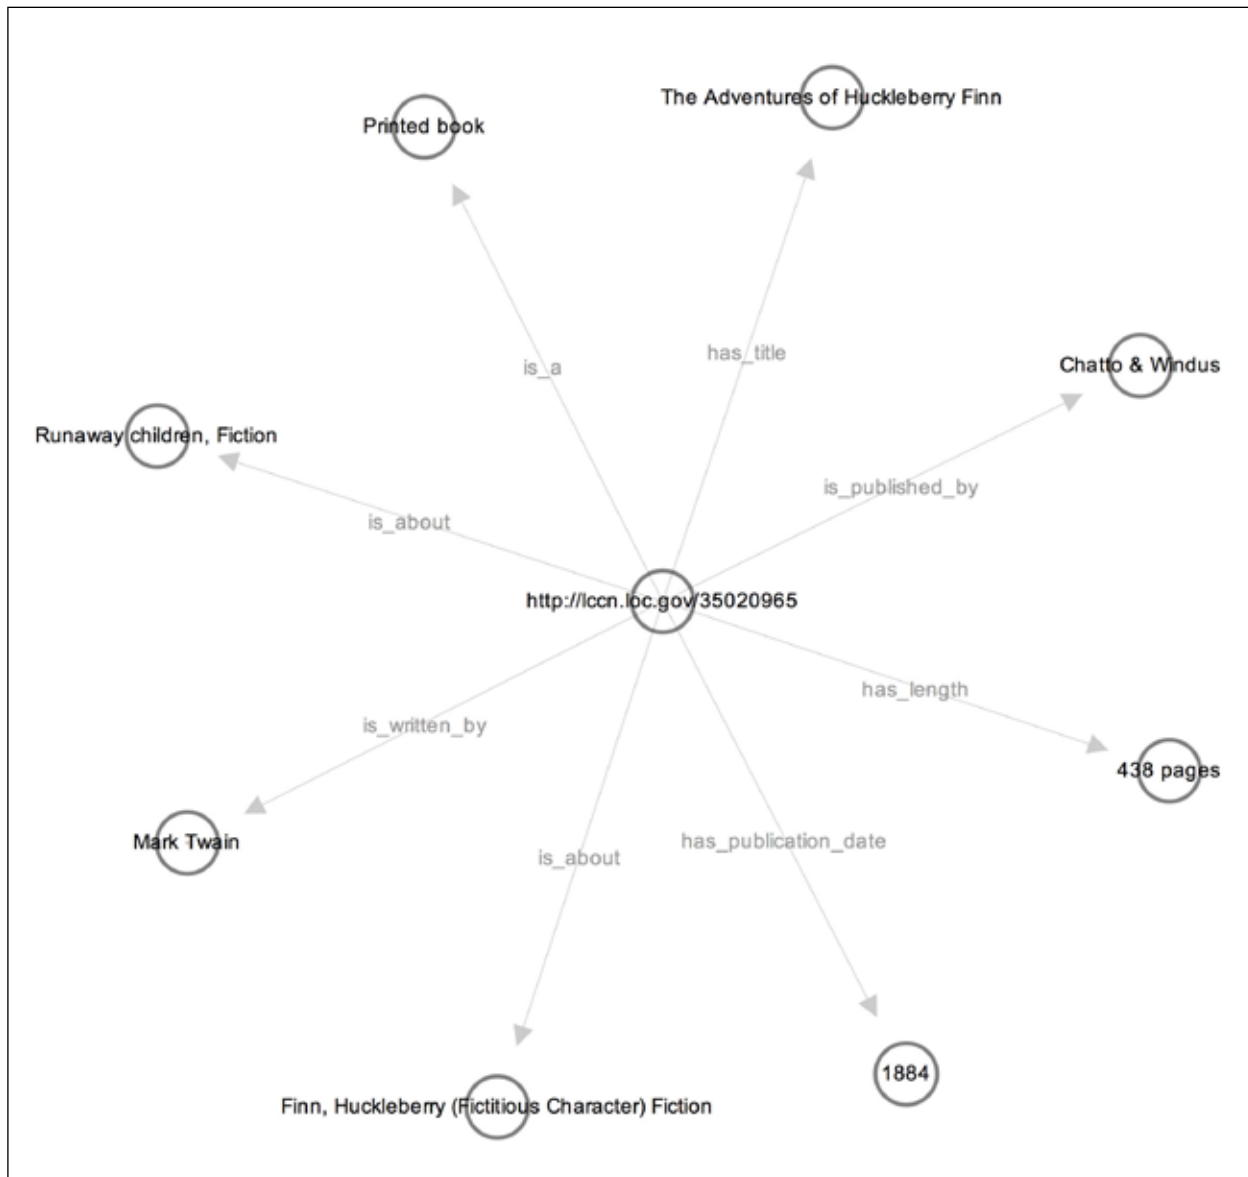 The Adventures of Huckleberry Finn
Printed book
has_title
is_a
Chatto & Windus
Runaway children, Fiction
is_published_by
is_about
http://lccn.loc.gov/35020965
has_length
is_written_by
438 pages
Mark Twain
has_publication_date
is_about
1884
Finn, Huckleberry (Fictitious Character) Fiction